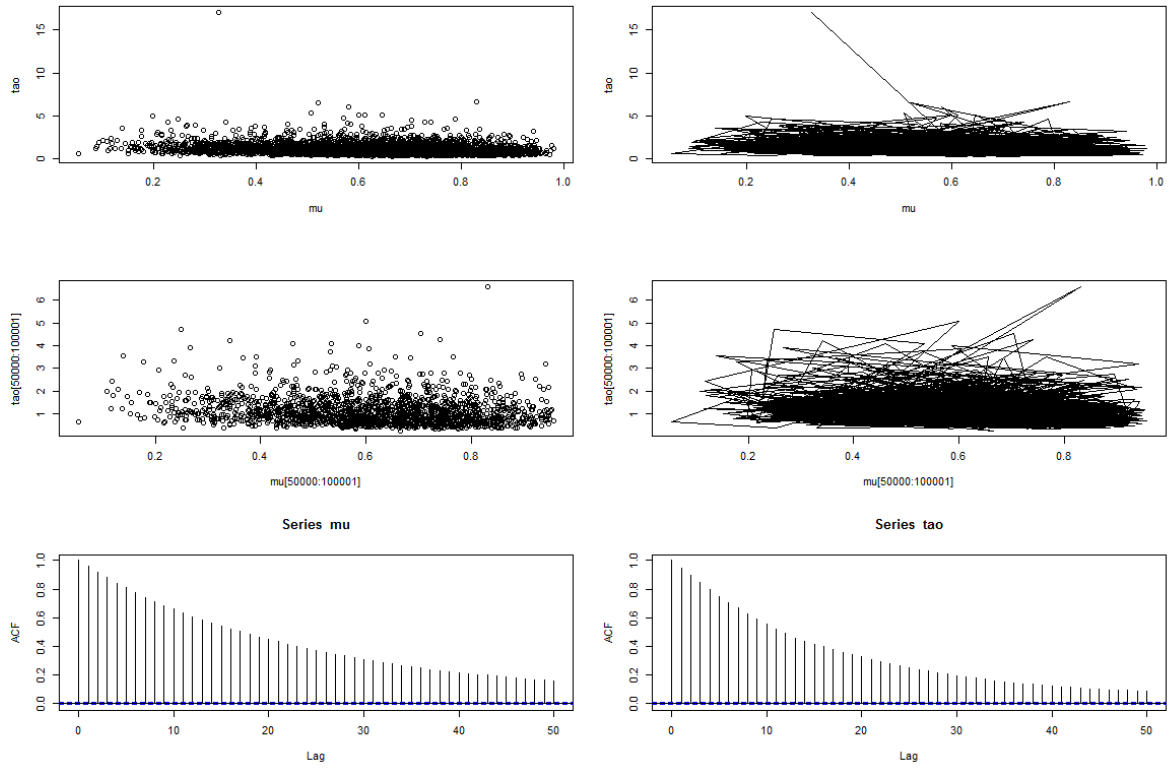 tao
15
10
5
0
0.2 0.4 0.6 0.8 1.0
mu
tao
15
10
5
0
0.2 0.4 0.6 0.8 1.0
mu
tao[50000:100001]
6
5
4
3
2
1
0.2 0.4 0.6 0.8
mu[50000:100001]
tao[50000:100001]
6
5
4
3
2
1
0.2 0.4 0.6 0.8
mu[50000:100001]
Series mu
ACF
1.0
0.8
0.6
0.4
0.2
0.0
0 10 20 30 40 50
Lag
Series tao
ACF
1.0
0.8
0.6
0.4
0.2
0.0
0 10 20 30 40 50
Lag